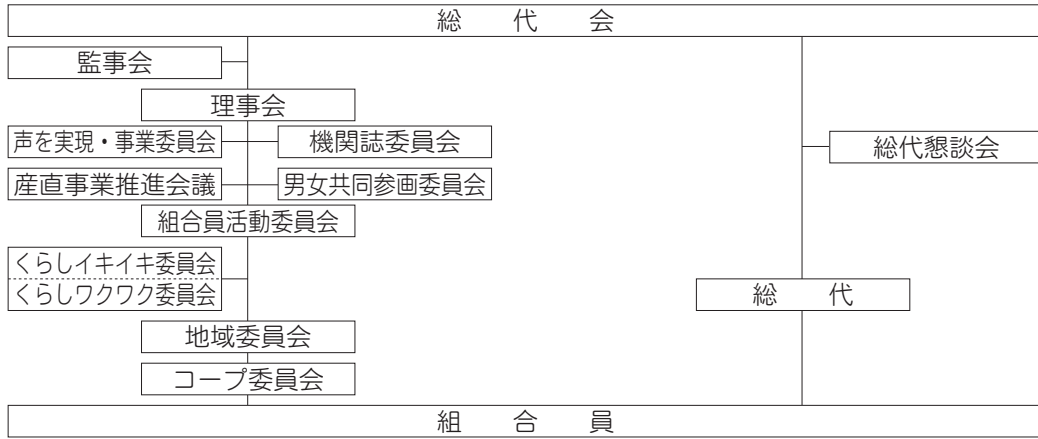 総代会
監事会
理事会
声を実現・事業委員会
機関誌委員会
総代懇談会
産直事業推進会議
男女共同参画委員会
組合員活動委員会
くらしイキイキ委員会
くらしワクワク委員会
総代
地域委員会
コープ委員会
組合員